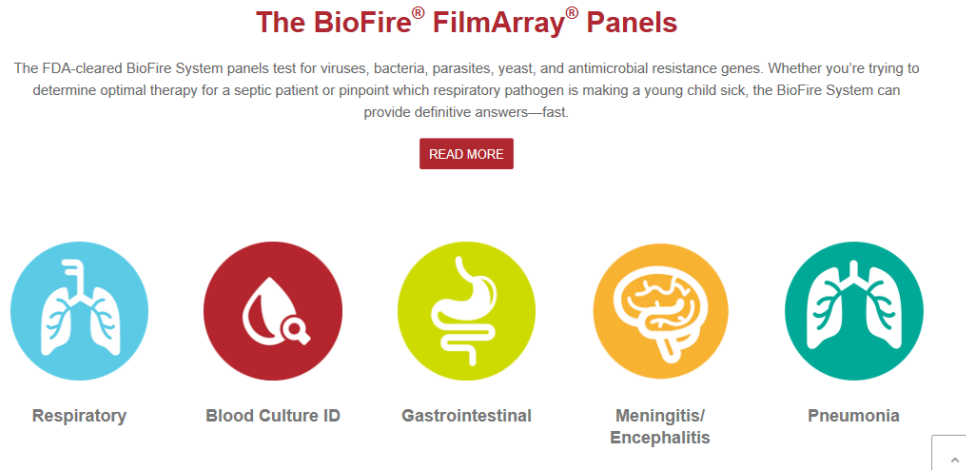 The BioFire® FilmArray® Panels
The FDA-cleared BioFire System panels test for viruses, bacteria, parasites, yeast, and antimicrobial resistance genes. Whether you're trying to
determine optimal therapy for a septic patient or pinpoint which respiratory pathogen is making a young child sick, the BioFire System can
provide definitive answers—fast.
READ MORE
Respiratory
Blood Culture ID
Gastrointestinal
Meningitis/
Encephalitis
Pneumonia